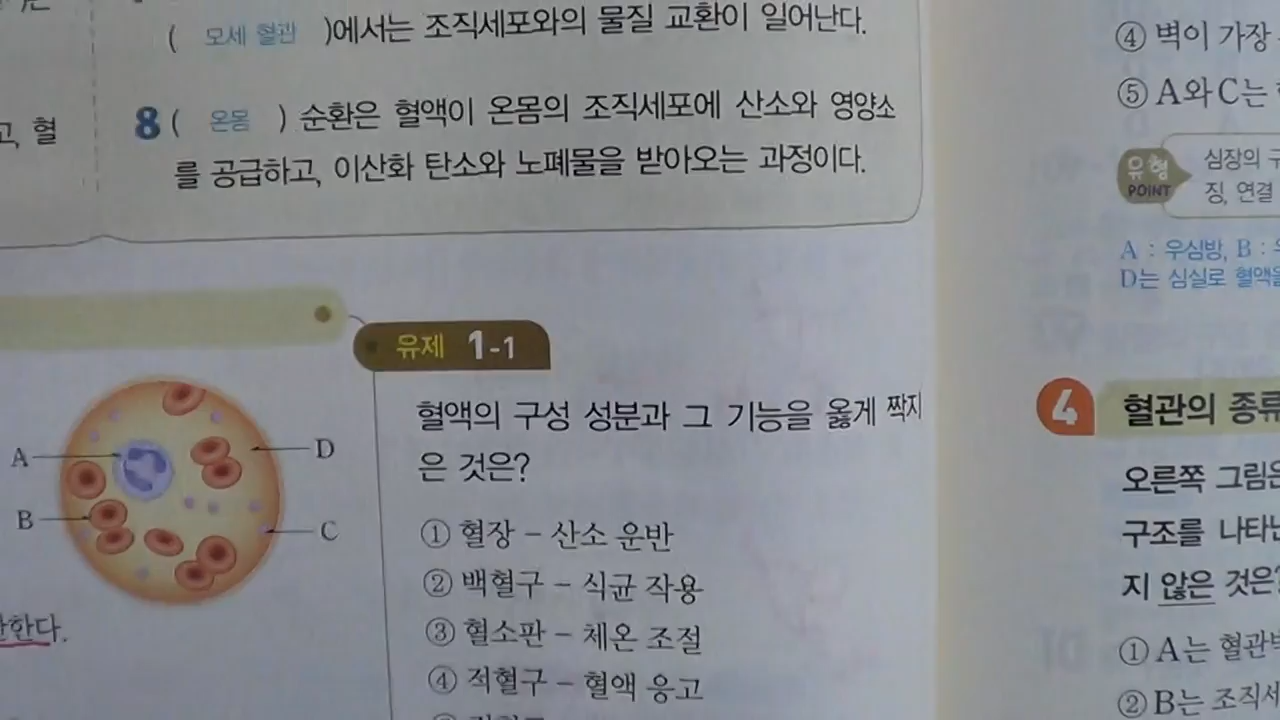 ( 모세 혈관 )에서는 조직세포와의 물질 교환이 일어난다.
8 ( 온몸 ) 순환은 혈액이 온몸의 조직세포에 산소와 영양소
를 공급하고, 이산화 탄소와 노폐물을 받아오는 과정이다.
고, 혈
A
B
D
C
한다.
유제 1-1
혈액의 구성 성분과 그 기능을 옳게 짝지
은 것은?
① 혈장 - 산소 운반
② 백혈구 - 식균 작용
③ 혈소판 - 체온 조절
④ 적혈구 - 혈액 응고
④ 벽이 가장
⑤ A와 C는
유형
POINT
심장의 구
징, 연결
A : 우심방, B :
D는 심실로 혈액을
4 혈관의 종류
오른쪽 그림은
구조를 나타낸
지 않은 것은?
① A는 혈관벽
② B는 조직세